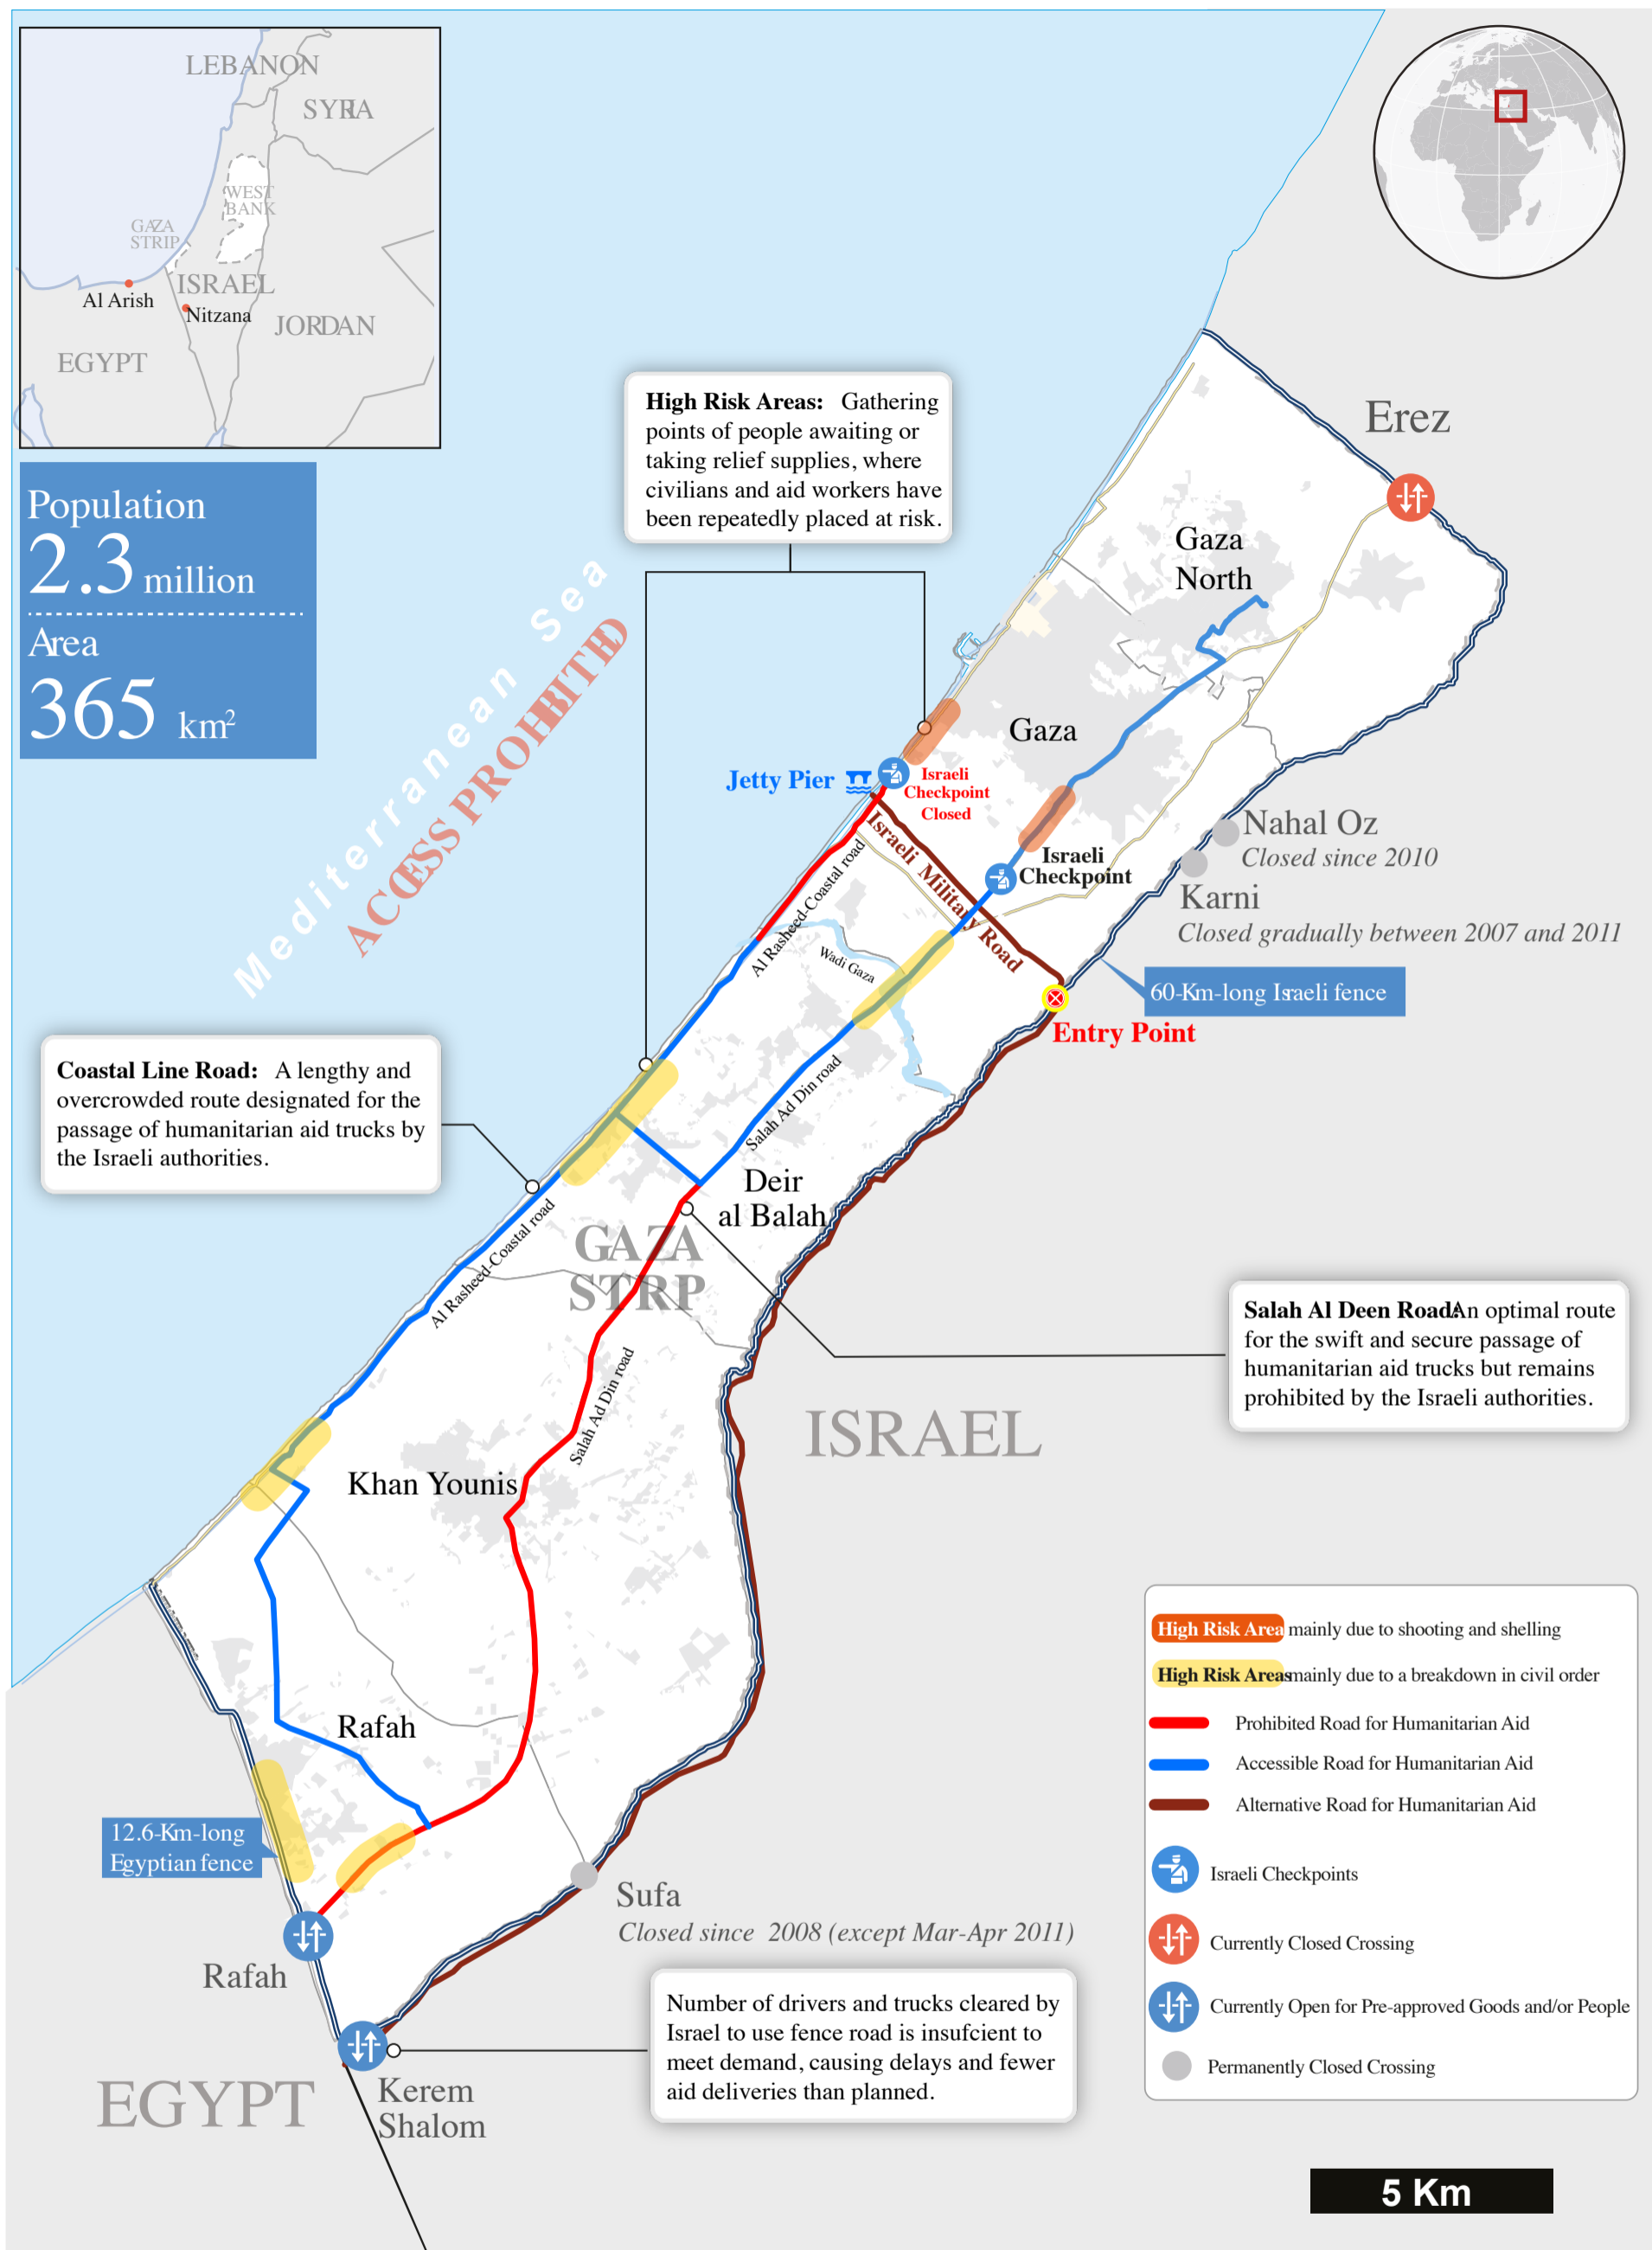 LEBANON
SYRIA
WEST
BANK
GAZA
STRIP
ISRAEL
Al Arish
Nitzana
JORDAN
EGYPT
Population
2.3 million
Area
365 km²
Mediterranean Sea
ACCESS PROHIBITED
High Risk Areas: Gathering
points of people awaiting or
taking relief supplies, where
civilians and aid workers have
been repeatedly placed at risk.
Erez
Gaza
North
Gaza
Jetty Pier
Israeli
Checkpoint
Closed
Israeli Military Road
Israeli
Checkpoint
Nahal Oz
Closed since 2010
Karni
Closed gradually between 2007 and 2011
60-Km-long Israeli fence
Entry Point
Al Rasheed-Coastal road
Wadi Gaza
Salah Ad Din road
Coastal Line Road: A lengthy and
overcrowded route designated for the
passage of humanitarian aid trucks by
the Israeli authorities.
Deir
al Balah
GAZA
STRP
Al Rasheed-Coastal road
Salah Ad Din road
Salah Al Deen Road: An optimal route
for the swift and secure passage of
humanitarian aid trucks but remains
prohibited by the Israeli authorities.
ISRAEL
Khan Younis
Rafah
12.6-Km-long
Egyptian fence
Sufa
Closed since 2008 (except Mar-Apr 2011)
Rafah
Number of drivers and trucks cleared by
Israel to use fence road is insufcient to
meet demand, causing delays and fewer
aid deliveries than planned.
Kerem
Shalom
EGYPT
High Risk Area mainly due to shooting and shelling
High Risk Areas mainly due to a breakdown in civil order
Prohibited Road for Humanitarian Aid
Accessible Road for Humanitarian Aid
Alternative Road for Humanitarian Aid
Israeli Checkpoints
Currently Closed Crossing
Currently Open for Pre-approved Goods and/or People
Permanently Closed Crossing
5 Km